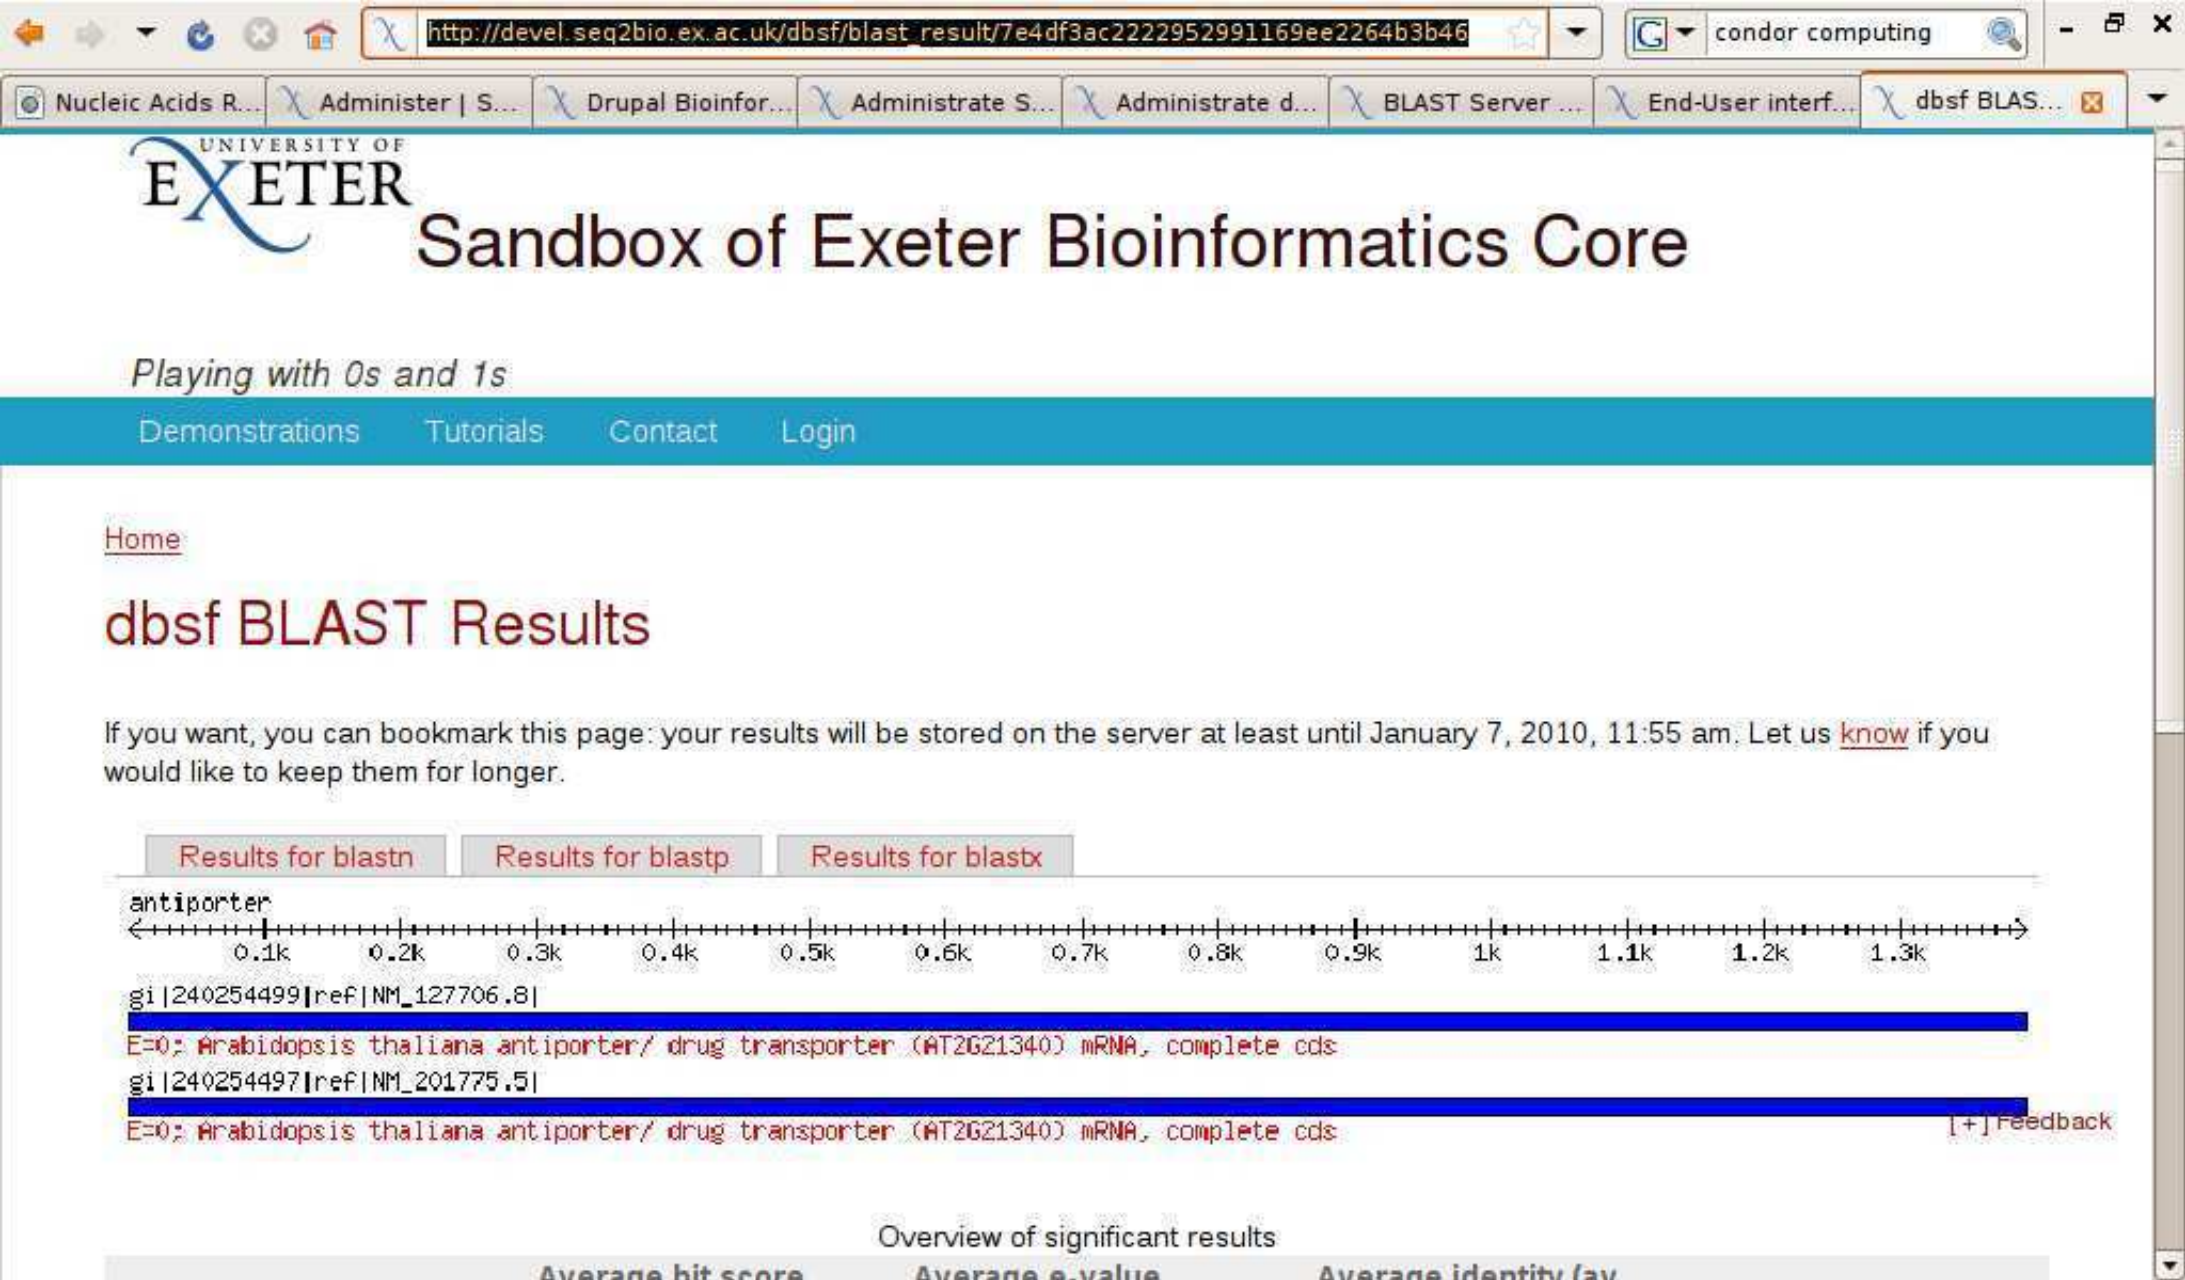 http://devel.seq2bio.ex.ac.uk/dbsf/blast_result/7e4df3ac2222952991169ee2264b3b46 condor computing
Nucleic Acids R... Administer | S... Drupal Bioinfor... Administrate S... Administrate d... BLAST Server ... End-User interf... dbsf BLAS...
UNIVERSITY OF
EXETER
Sandbox of Exeter Bioinformatics Core
Playing with 0s and 1s
Demonstrations Tutorials Contact Login
Home
dbsf BLAST Results
If you want, you can bookmark this page: your results will be stored on the server at least until January 7, 2010, 11:55 am. Let us know if you
would like to keep them for longer.
Results for blastn Results for blastp Results for blastx
antiporter
0.1k 0.2k 0.3k 0.4k 0.5k 0.6k 0.7k 0.8k 0.9k 1k 1.1k 1.2k 1.3k
gi|240254499|ref|NM_127706.8|
E=0; Arabidopsis thaliana antiporter/ drug transporter (AT2G21340) mRNA, complete cds
gi|240254497|ref|NM_201775.5|
E=0; Arabidopsis thaliana antiporter/ drug transporter (AT2G21340) mRNA, complete cds
[+] Feedback
Overview of significant results
Average bit score Average e-value Average identity (av